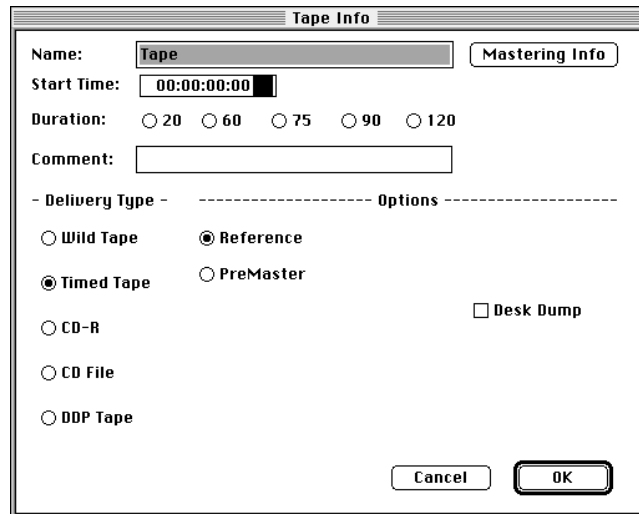 Tape Info
Name: Tape Mastering Info
Start Time: 00:00:00:00
Duration: 20 60 75 90 120
Comment:
- Delivery Type - -------------------- Options --------------------
Wild Tape Reference
Timed Tape PreMaster
Desk Dump
CD-R
CD File
DDP Tape
Cancel OK